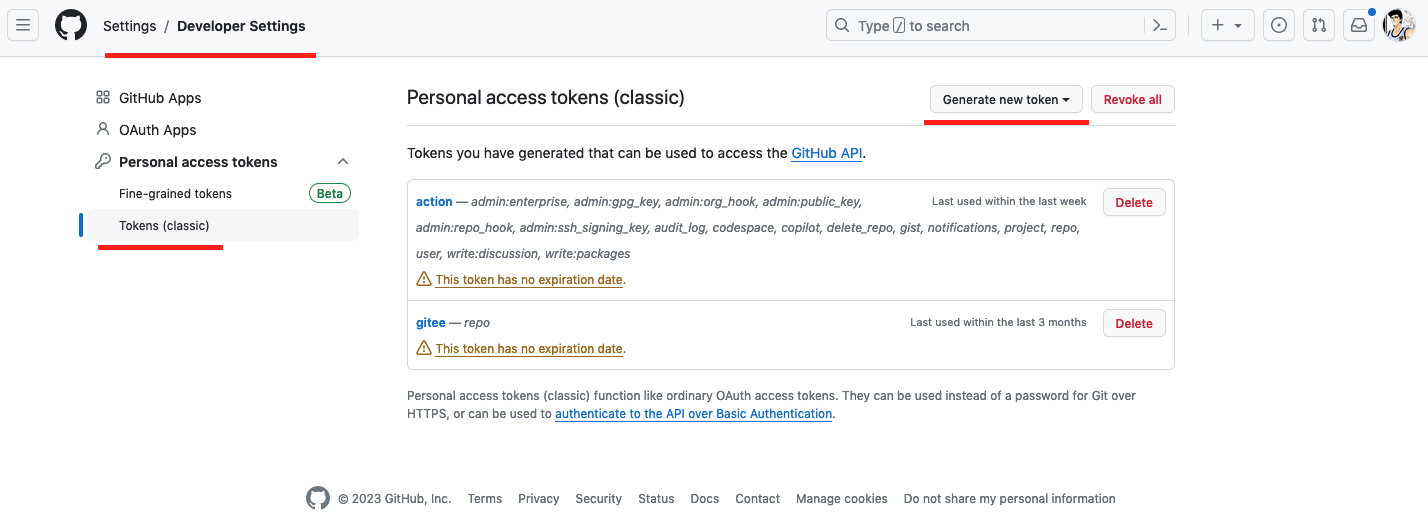 Settings / Developer Settings
Type / to search
GitHub Apps
OAuth Apps
Personal access tokens
Fine-grained tokens Beta
Tokens (classic)
Personal access tokens (classic)
Generate new token
Revoke all
Tokens you have generated that can be used to access the GitHub API.
action — admin:enterprise, admin:gpg_key, admin:org_hook, admin:public_key,
Last used within the last week
Delete
admin:repo_hook, admin:ssh_signing_key, audit_log, codespace, copilot, delete_repo, gist, notifications, project, repo,
user, write:discussion, write:packages
This token has no expiration date.
gitee — repo
Last used within the last 3 months
Delete
This token has no expiration date.
Personal access tokens (classic) function like ordinary OAuth access tokens. They can be used instead of a password for Git over
HTTPS, or can be used to authenticate to the API over Basic Authentication.
© 2023 GitHub, Inc. Terms Privacy Security Status Docs Contact Manage cookies Do not share my personal information